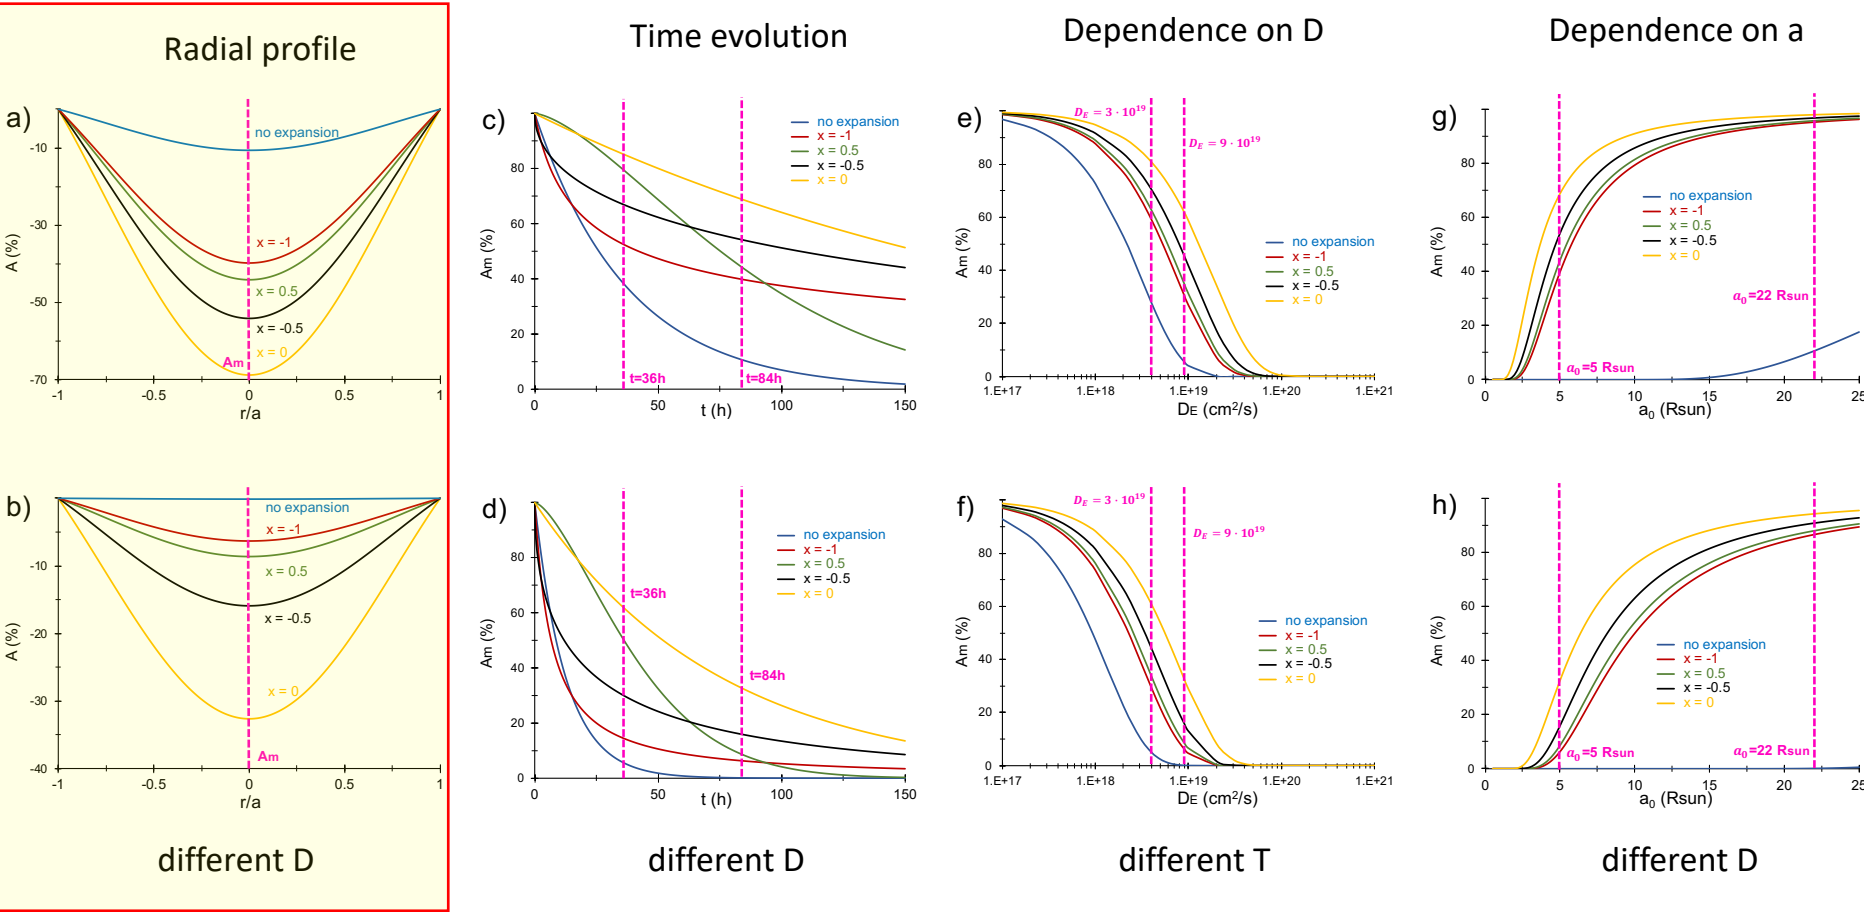 Radial profile
Time evolution
Dependence on D
Dependence on a
a)
-10
-30
-50
-70
A (%)
no expansion
x = -1
x = 0.5
x = -0.5
x = 0
Am
-1
-0.5
0
0.5
1
r/a
c)
80
60
40
20
0
Am (%)
no expansion
x = -1
x = 0.5
x = -0.5
x = 0
t=36h
t=84h
0
50
100
150
t (h)
e)
80
60
40
20
0
Am (%)
D_E = 3 · 10^19
D_E = 9 · 10^19
no expansion
x = -1
x = 0.5
x = -0.5
x = 0
1.E+17
1.E+18
1.E+19
1.E+20
1.E+21
DE (cm²/s)
g)
80
60
40
20
0
Am (%)
no expansion
x = -1
x = 0.5
x = -0.5
x = 0
a₀=22 Rsun
a₀=5 Rsun
0
5
10
15
20
25
a₀ (Rsun)
b)
-10
-20
-30
-40
A (%)
no expansion
x = -1
x = 0.5
x = -0.5
x = 0
Am
-1
-0.5
0
0.5
1
r/a
d)
80
60
40
20
0
Am (%)
no expansion
x = -1
x = 0.5
x = -0.5
x = 0
t=36h
t=84h
0
50
100
150
t (h)
f)
80
60
40
20
0
Am (%)
D_E = 3 · 10^19
D_E = 9 · 10^19
no expansion
x = -1
x = 0.5
x = -0.5
x = 0
1.E+17
1.E+18
1.E+19
1.E+20
1.E+21
DE (cm²/s)
h)
80
60
40
20
0
Am (%)
no expansion
x = -1
x = 0.5
x = -0.5
x = 0
a₀=5 Rsun
a₀=22 Rsun
0
5
10
15
20
25
a₀ (Rsun)
different D
different D
different T
different D